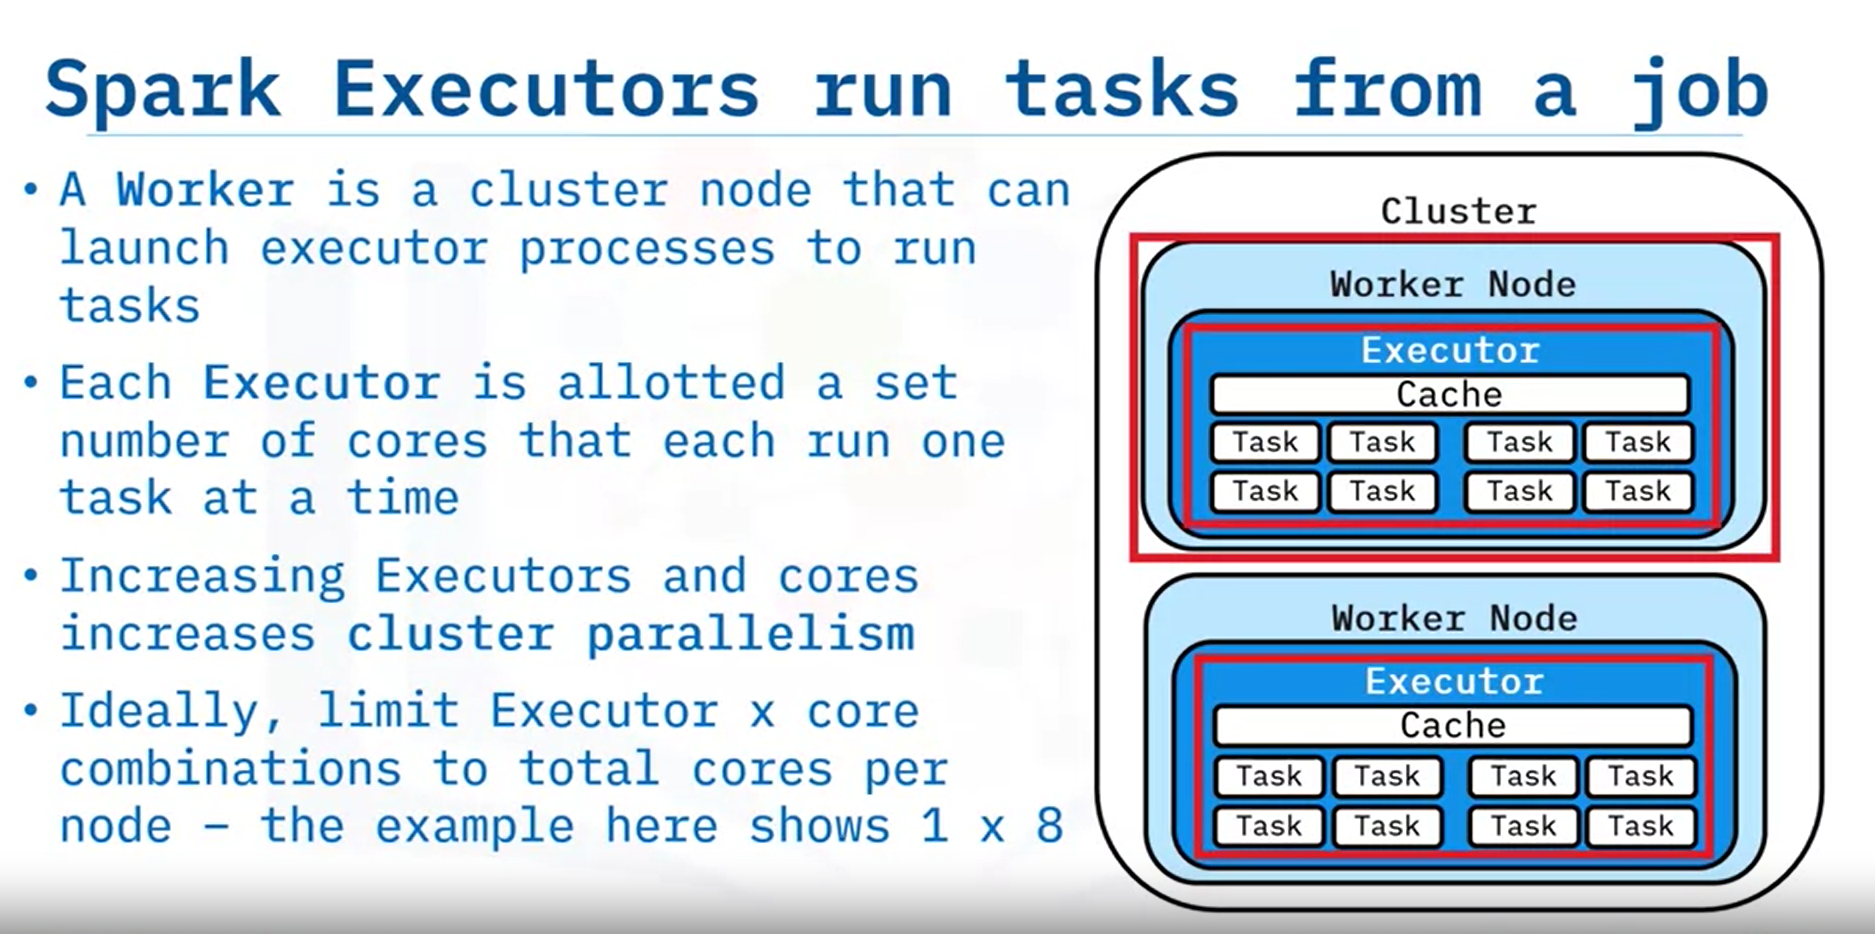 Spark Executors run tasks from a job
• A Worker is a cluster node that can
launch executor processes to run
tasks
• Each Executor is allotted a set
number of cores that each run one
task at a time
• Increasing Executors and cores
increases cluster parallelism
• Ideally, limit Executor x core
combinations to total cores per
node – the example here shows 1 x 8
Cluster
Worker Node
Executor
Cache
Task Task Task Task
Task Task Task Task
Worker Node
Executor
Cache
Task Task Task Task
Task Task Task Task